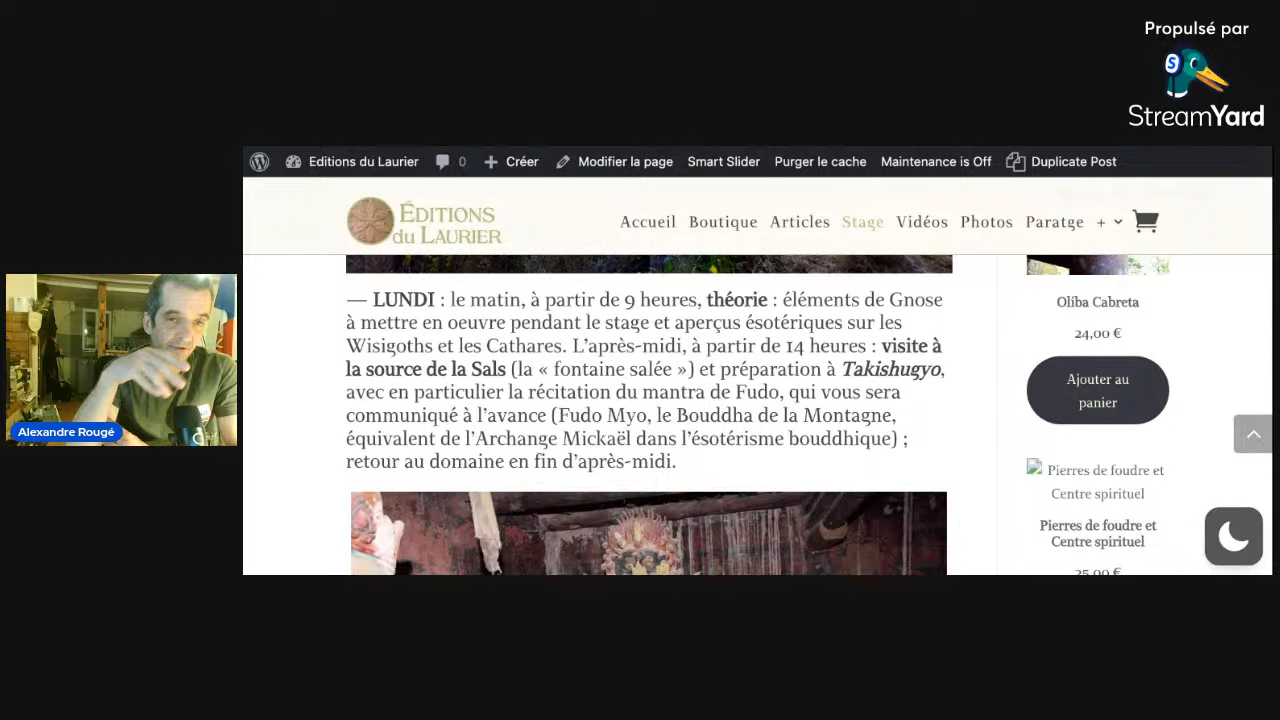 Propulsé par
StreamYard
Editions du Laurier 0 Créer Modifier la page Smart Slider Purger le cache Maintenance is Off Duplicate Post
ÉDITIONS
du LAURIER
Accueil Boutique Articles Stage Vidéos Photos Paratge +
— LUNDI : le matin, à partir de 9 heures, théorie : éléments de Gnose
à mettre en oeuvre pendant le stage et aperçus ésotériques sur les
Wisigoths et les Cathares. L’après-midi, à partir de 14 heures : visite à
la source de la Sals (la « fontaine salée ») et préparation à Takishugyo,
avec en particulier la récitation du mantra de Fudo, qui vous sera
communiqué à l’avance (Fudo Myo, le Bouddha de la Montagne,
équivalent de l’Archange Mickaël dans l’ésotérisme bouddhique) ;
retour au domaine en fin d’après-midi.
Oliba Cabreta
24,00 €
Ajouter au
panier
Pierres de foudre et
Centre spirituel
Pierres de foudre et
Centre spirituel
25,00 €
Alexandre Rougé